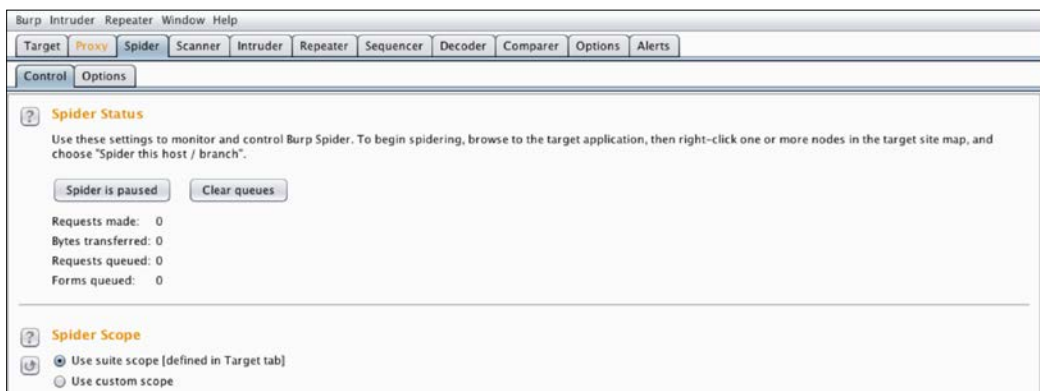 Burp Intruder Repeater Window Help
Target Proxy Spider Scanner Intruder Repeater Sequencer Decoder Comparer Options Alerts
Control Options
? Spider Status
Use these settings to monitor and control Burp Spider. To begin spidering, browse to the target application, then right-click one or more nodes in the target site map, and
choose "Spider this host / branch".
Spider is paused Clear queues
Requests made: 0
Bytes transferred: 0
Requests queued: 0
Forms queued: 0
? Spider Scope
Use suite scope [defined in Target tab]
Use custom scope